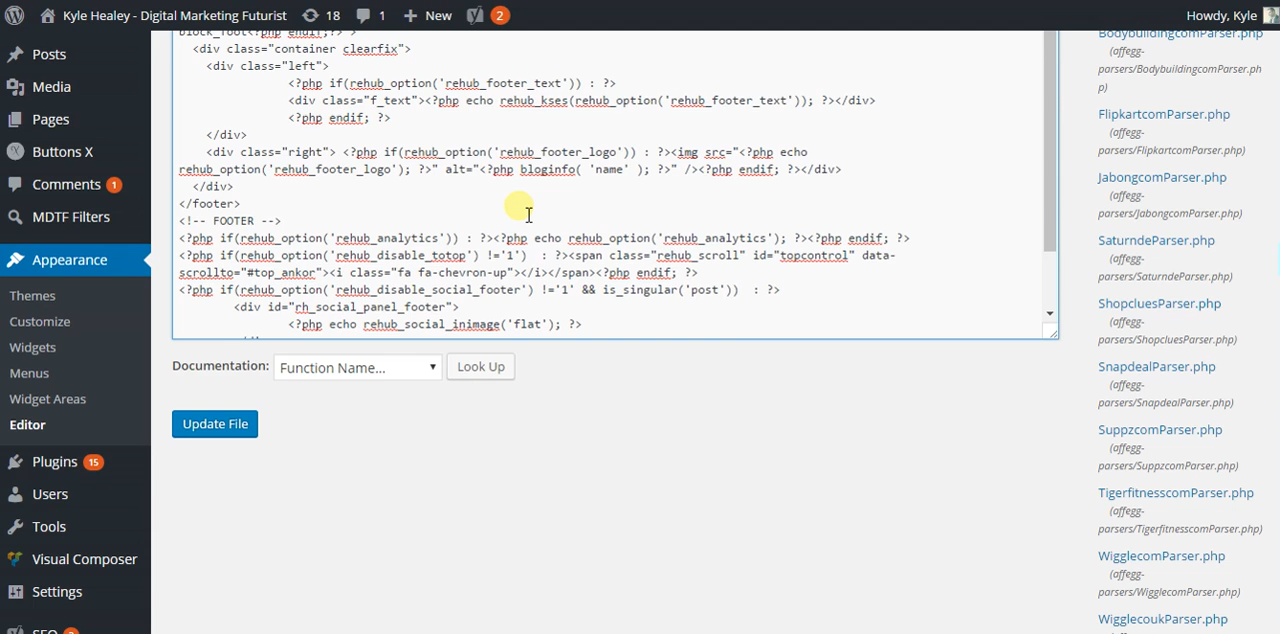 Kyle Healey - Digital Marketing Futurist 18 1 New 2 Howdy, Kyle
Posts
Media
Pages
Buttons X
Comments 1
MDTF Filters
Appearance
Themes
Customize
Widgets
Menus
Widget Areas
Editor
Plugins 15
Users
Tools
Visual Composer
Settings
SEO
block_foot<?php endif;?> >
<div class="container clearfix">
<div class="left">
<?php if(rehub_option('rehub_footer_text')) : ?>
<div class="f_text"><?php echo rehub_kses(rehub_option('rehub_footer_text')); ?></div>
<?php endif; ?>
</div>
<div class="right"> <?php if(rehub_option('rehub_footer_logo')) : ?><img src="<?php echo
rehub_option('rehub_footer_logo'); ?>" alt="<?php bloginfo( 'name' ); ?>" /><?php endif; ?></div>
</div>
</footer>
<!-- FOOTER -->
<?php if(rehub_option('rehub_analytics')) : ?><?php echo rehub_option('rehub_analytics'); ?><?php endif; ?>
<?php if(rehub_option('rehub_disable_totop') !='1')  : ?><span class="rehub_scroll" id="topcontrol" data-
scrollto="#top_ankor"><i class="fa fa-chevron-up"></i></span><?php endif; ?>
<?php if(rehub_option('rehub_disable_social_footer') !='1' && is_singular('post'))  : ?>
<div id="rh_social_panel_footer">
<?php echo rehub_social_inimage('flat'); ?>
Documentation: Function Name... Look Up
Update File
BodybuildingcomParser.php
(affegg-
parsers/BodybuildingcomParser.ph
p)
FlipkartcomParser.php
(affegg-
parsers/FlipkartcomParser.php)
JabongcomParser.php
(affegg-
parsers/JabongcomParser.php)
SaturndeParser.php
(affegg-
parsers/SaturndeParser.php)
ShopcluesParser.php
(affegg-
parsers/ShopcluesParser.php)
SnapdealParser.php
(affegg-
parsers/SnapdealParser.php)
SuppzcomParser.php
(affegg-
parsers/SuppzcomParser.php)
TigerfitnesscomParser.php
(affegg-
parsers/TigerfitnesscomParser.php)
WigglecomParser.php
(affegg-
parsers/WigglecomParser.php)
WigglecoukParser.php